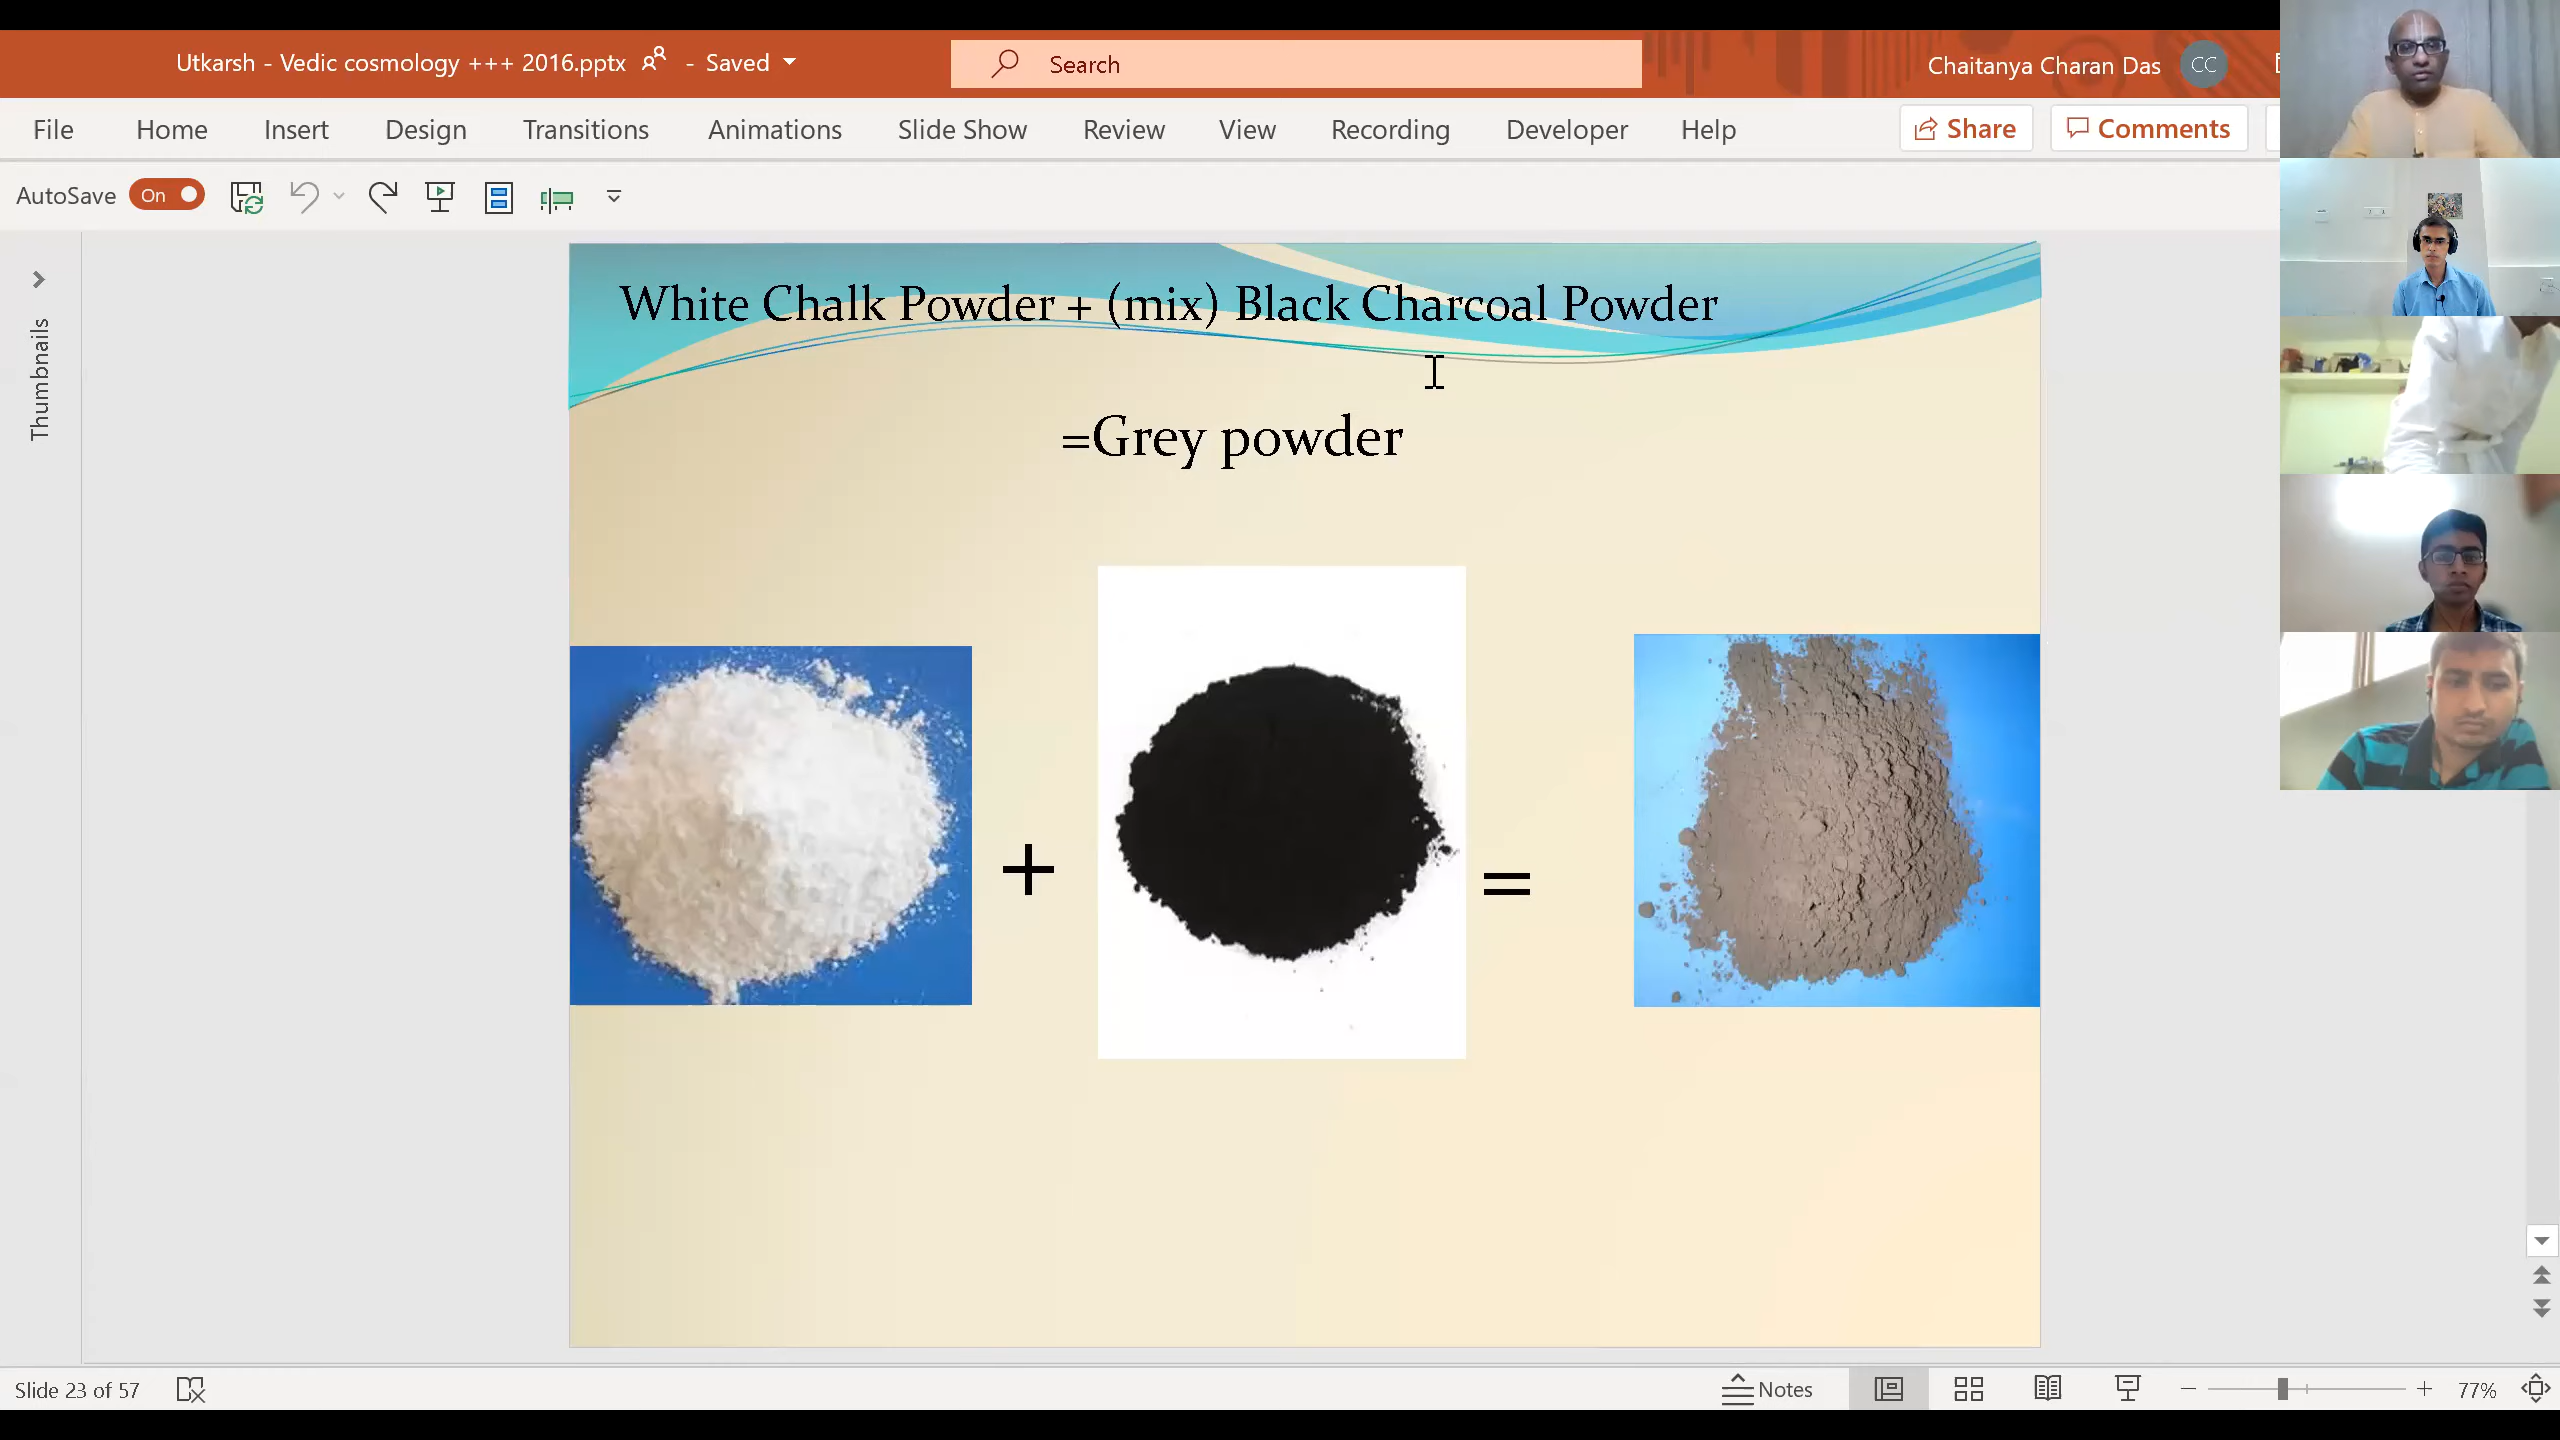 Utkarsh - Vedic cosmology +++ 2016.pptx - Saved
Search
Chaitanya Charan Das CC
File Home Insert Design Transitions Animations Slide Show Review View Recording Developer Help Share Comments
AutoSave On
Thumbnails
White Chalk Powder + (mix) Black Charcoal Powder
=Grey powder
+ =
Slide 23 of 57
Notes
77%